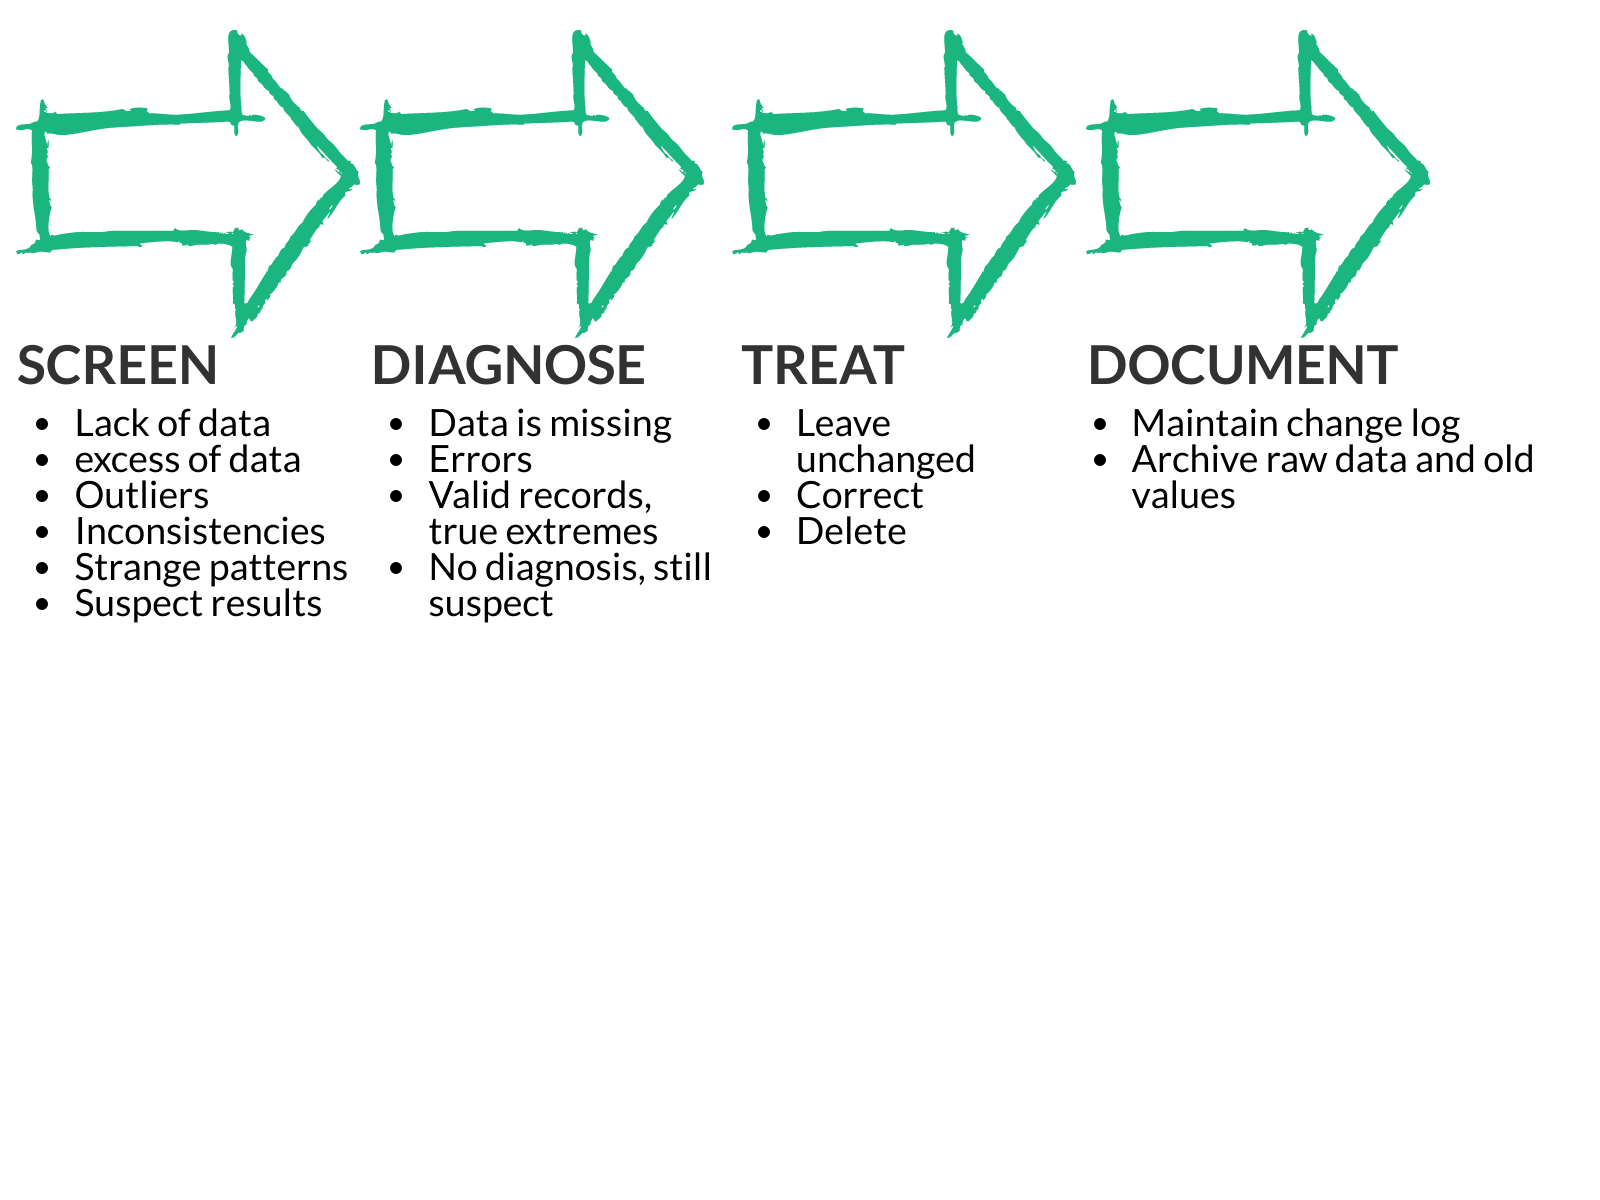 SCREEN
• Lack of data
• excess of data
• Outliers
• Inconsistencies
• Strange patterns
• Suspect results
DIAGNOSE
• Data is missing
• Errors
• Valid records,
true extremes
• No diagnosis, still
suspect
TREAT
• Leave
unchanged
• Correct
• Delete
DOCUMENT
• Maintain change log
• Archive raw data and old
values